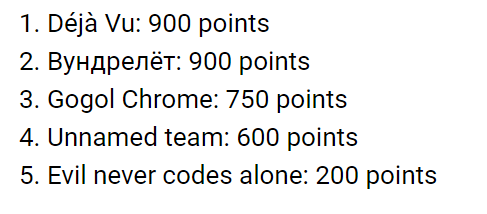 1. Déjà Vu: 900 points
2. Вундрелёт: 900 points
3. Gogol Chrome: 750 points
4. Unnamed team: 600 points
5. Evil never codes alone: 200 points